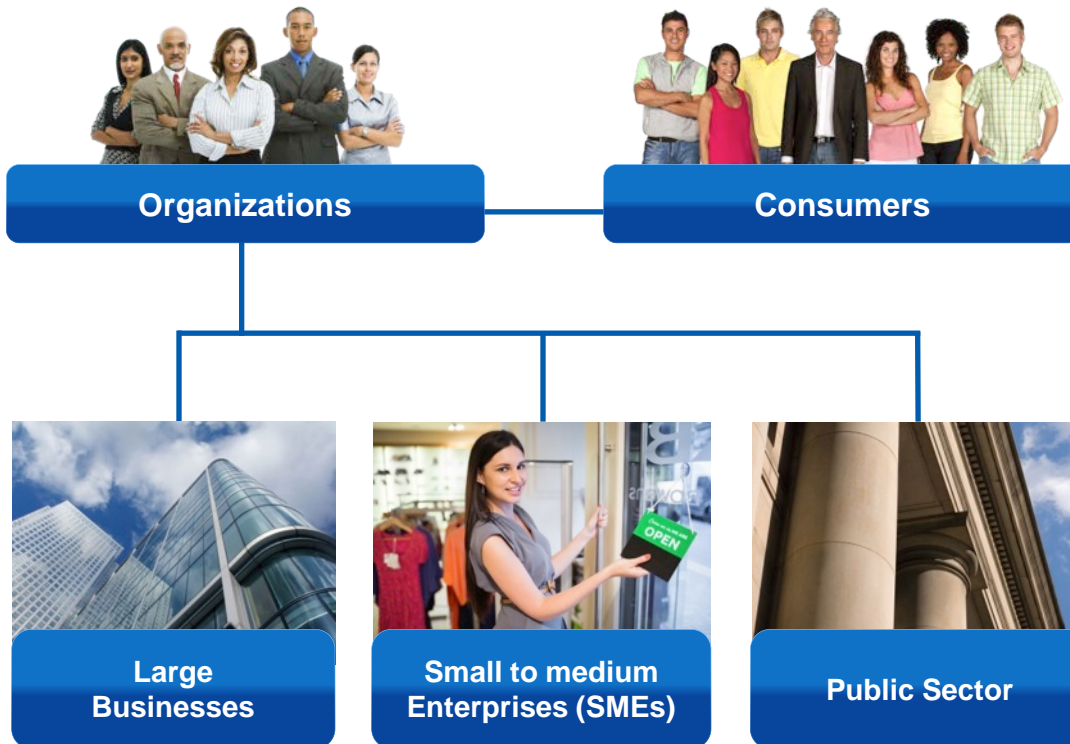 Organizations
Consumers
OPEN
Large
Businesses
Small to medium
Enterprises (SMEs)
Public Sector